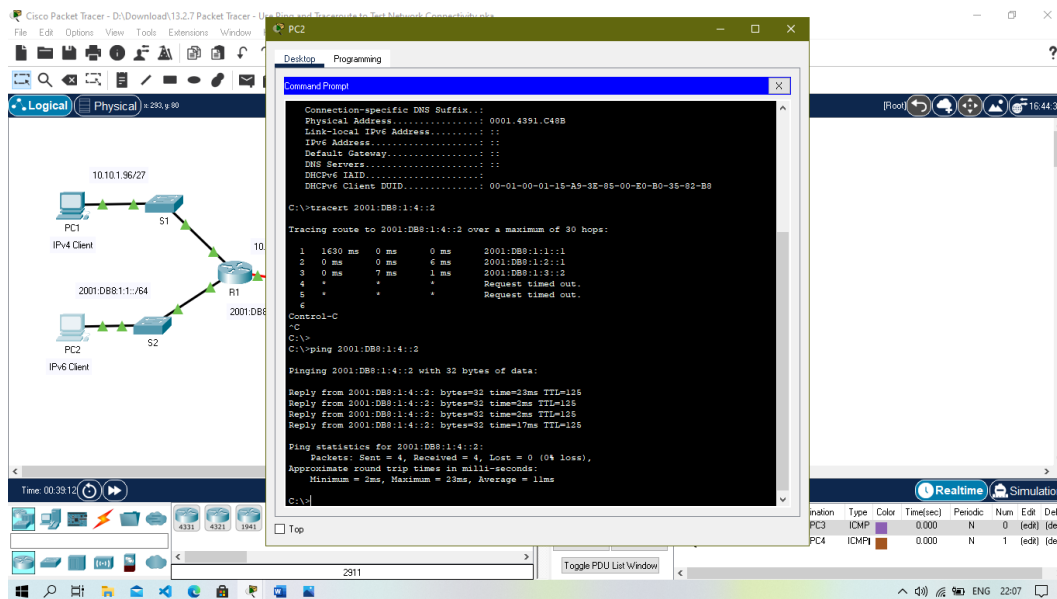 Cisco Packet Tracer - D:\Download\13.2.7 Packet Tracer - Use Ping and Traceroute to Test Network Connectivity.pka
File Edit Options View Tools Extensions Window
?
Logical Physical x: 293, y: 80
[Root] 16:44:3
10.10.1.96/27
PC1
IPv4 Client
S1
10.
R1
2001:DB8:1:1::/64
2001:DB8
PC2
IPv6 Client
S2
PC2
Desktop Programming
Command Prompt X
Connection-specific DNS Suffix..:
Physical Address................: 0001.4391.C48B
Link-local IPv6 Address.........: ::
IPv6 Address....................: ::
Default Gateway.................: ::
DNS Servers.....................: ::
DHCPv6 IAID.....................:
DHCPv6 Client DUID..............: 00-01-00-01-15-A9-3E-85-00-E0-B0-35-82-B8
C:\>tracert 2001:DB8:1:4::2
Tracing route to 2001:DB8:1:4::2 over a maximum of 30 hops:
1 1630 ms 0 ms 0 ms 2001:DB8:1:1::1
2 0 ms 0 ms 6 ms 2001:DB8:1:2::1
3 0 ms 7 ms 1 ms 2001:DB8:1:3::2
4 * * * Request timed out.
5 * * * Request timed out.
6
Control-C
^C
C:\>
C:\>ping 2001:DB8:1:4::2
Pinging 2001:DB8:1:4::2 with 32 bytes of data:
Reply from 2001:DB8:1:4::2: bytes=32 time=23ms TTL=125
Reply from 2001:DB8:1:4::2: bytes=32 time=2ms TTL=125
Reply from 2001:DB8:1:4::2: bytes=32 time=2ms TTL=125
Reply from 2001:DB8:1:4::2: bytes=32 time=17ms TTL=125
Ping statistics for 2001:DB8:1:4::2:
Packets: Sent = 4, Received = 4, Lost = 0 (0% loss),
Approximate round trip times in milli-seconds:
Minimum = 2ms, Maximum = 23ms, Average = 11ms
C:\>
Top
Time: 00:39:12
Realtime Simulatio
4331 4321 1941
2911
Toggle PDU List Window
ination Type Color Time(sec) Periodic Num Edit Del
PC3 ICMP 0.000 N 0 (edit) (de
PC4 ICMP 0.000 N 1 (edit) (de
ENG 22:07